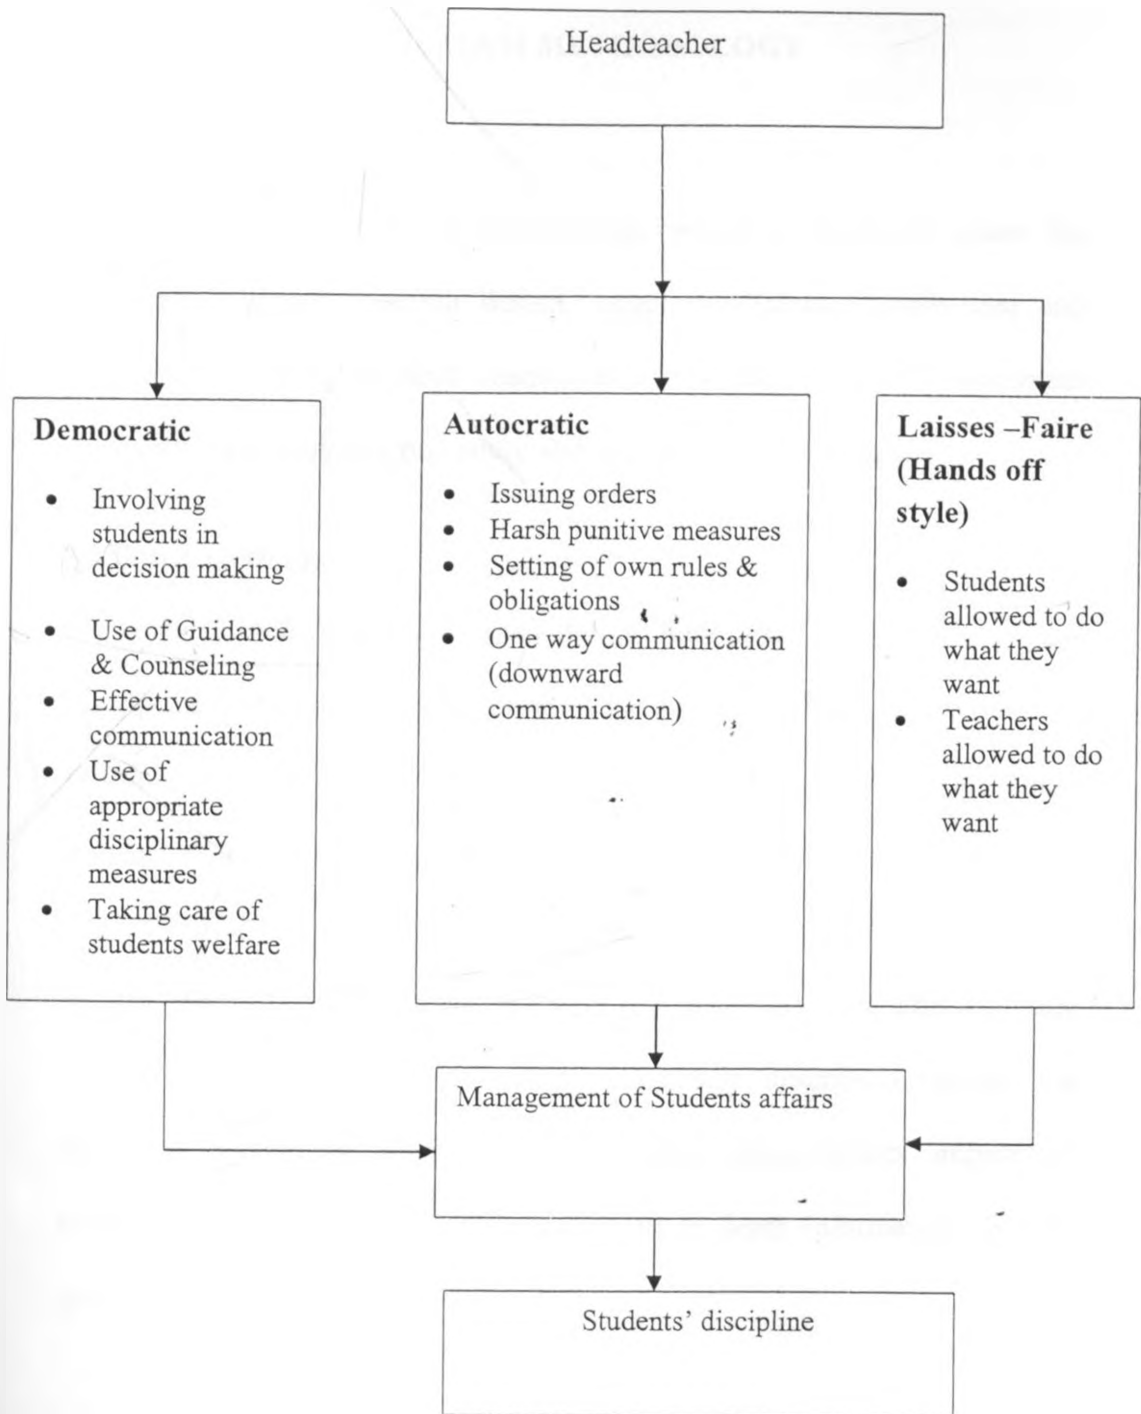 Headteacher
Democratic
• Involving
students in
decision making
• Use of Guidance
& Counseling
• Effective
communication
• Use of
appropriate
disciplinary
measures
• Taking care of
students welfare
Autocratic
• Issuing orders
• Harsh punitive measures
• Setting of own rules &
obligations
• One way communication
(downward
communication)
Laisses –Faire
(Hands off
style)
• Students
allowed to do
what they
want
• Teachers
allowed to do
what they
want
Management of Students affairs
Students’ discipline